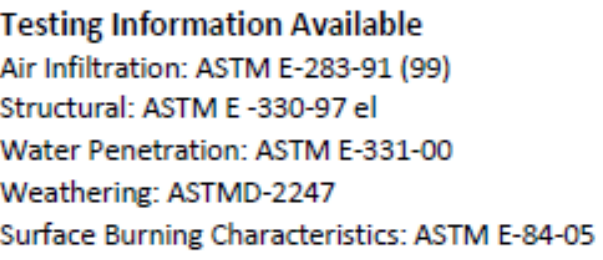 Testing Information Available
Air Infiltration: ASTM E-283-91 (99)
Structural: ASTM E -330-97 el
Water Penetration: ASTM E-331-00
Weathering: ASTMD-2247
Surface Burning Characteristics: ASTM E-84-05